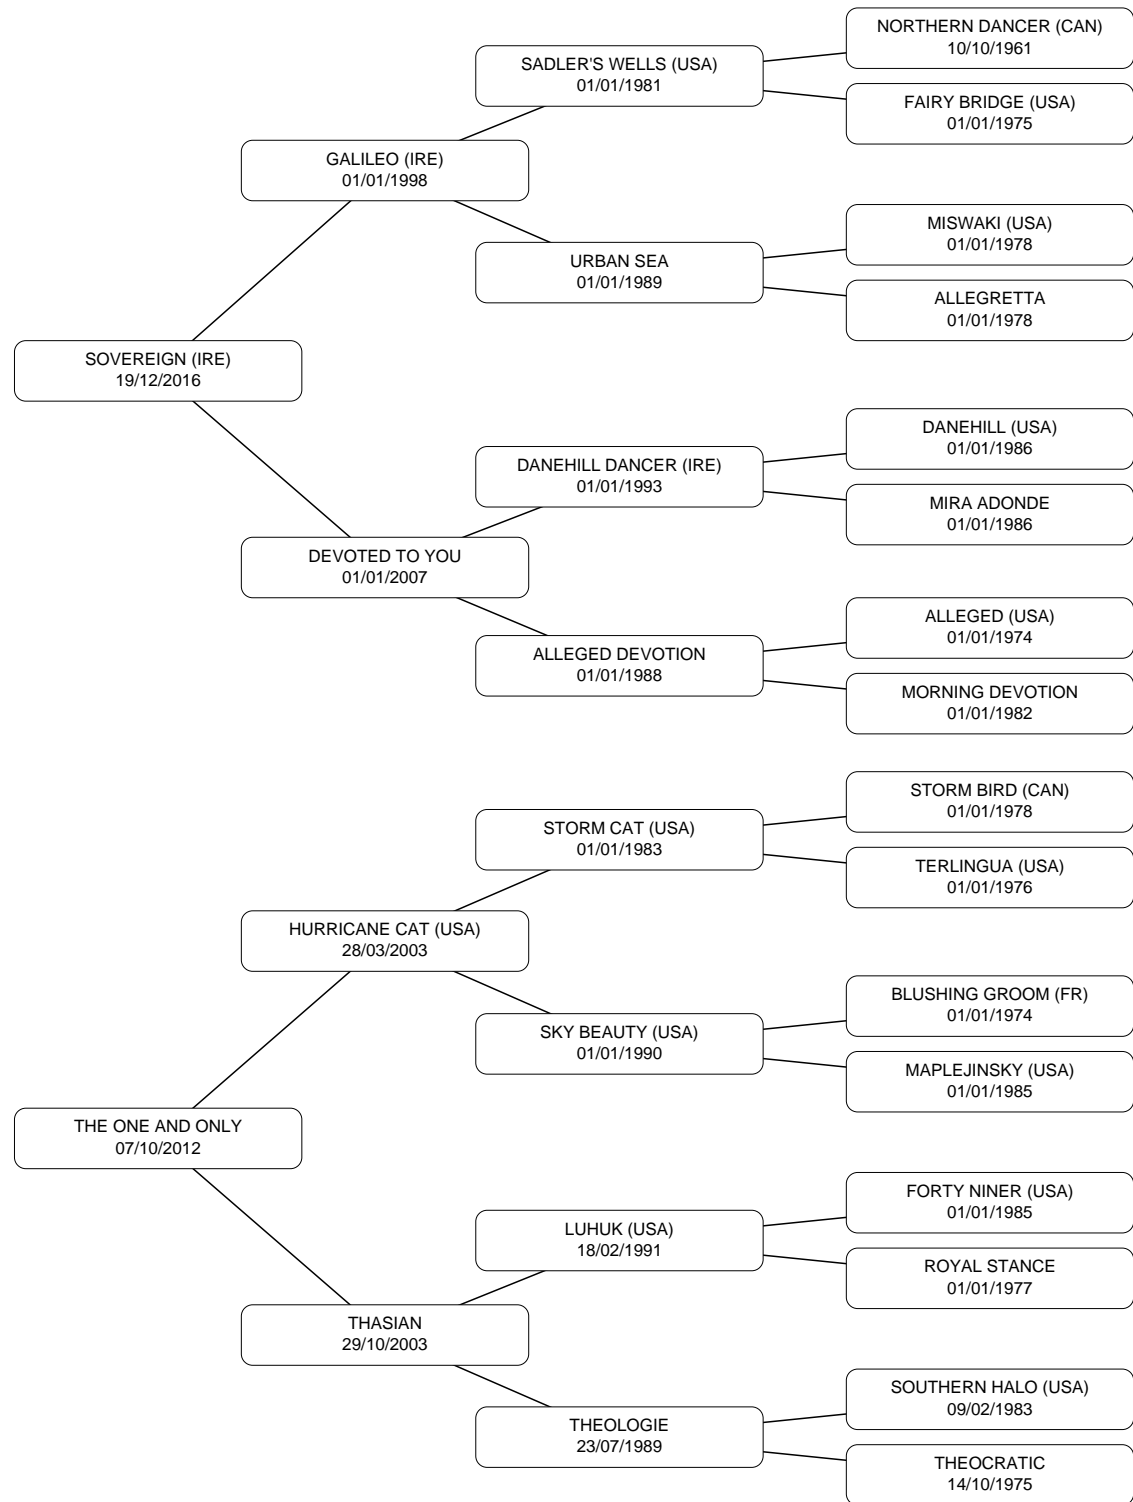 NORTHERN DANCER (CAN)
10/10/1961
SADLER'S WELLS (USA)
01/01/1981
FAIRY BRIDGE (USA)
01/01/1975
GALILEO (IRE)
01/01/1998
MISWAKI (USA)
01/01/1978
URBAN SEA
01/01/1989
ALLEGRETTA
01/01/1978
SOVEREIGN (IRE)
19/12/2016
DANEHILL (USA)
01/01/1986
DANEHILL DANCER (IRE)
01/01/1993
MIRA ADONDE
01/01/1986
DEVOTED TO YOU
01/01/2007
ALLEGED (USA)
01/01/1974
ALLEGED DEVOTION
01/01/1988
MORNING DEVOTION
01/01/1982
STORM BIRD (CAN)
01/01/1978
STORM CAT (USA)
01/01/1983
TERLINGUA (USA)
01/01/1976
HURRICANE CAT (USA)
28/03/2003
BLUSHING GROOM (FR)
01/01/1974
SKY BEAUTY (USA)
01/01/1990
MAPLEJINSKY (USA)
01/01/1985
THE ONE AND ONLY
07/10/2012
FORTY NINER (USA)
01/01/1985
LUHUK (USA)
18/02/1991
ROYAL STANCE
01/01/1977
THASIAN
29/10/2003
SOUTHERN HALO (USA)
09/02/1983
THEOLOGIE
23/07/1989
THEOCRATIC
14/10/1975